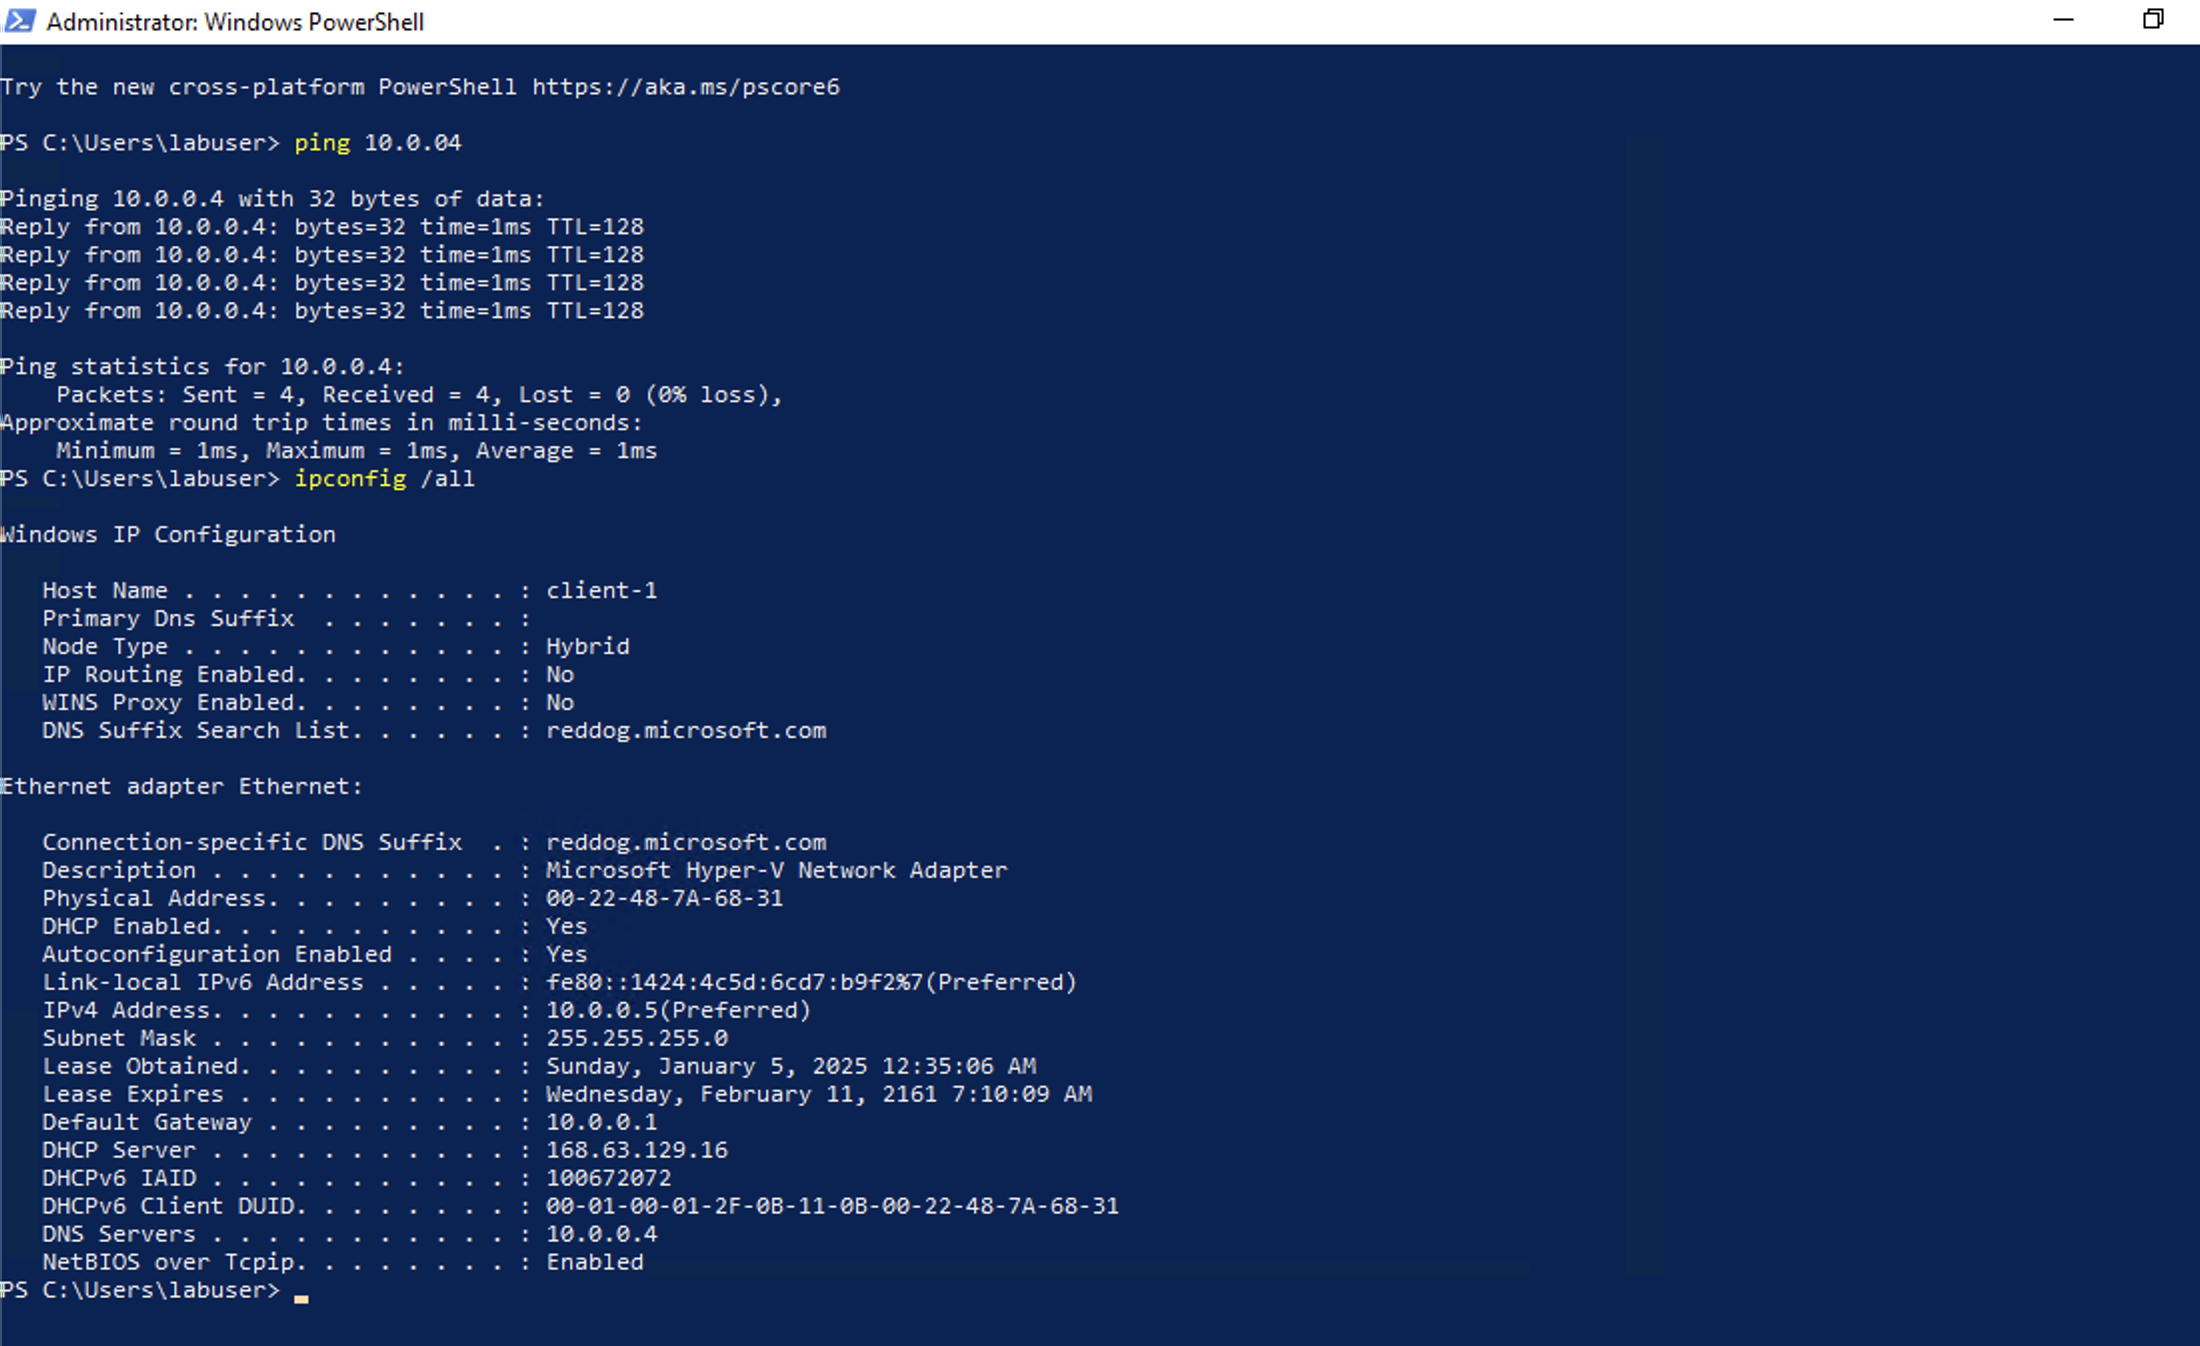 Administrator: Windows PowerShell
Try the new cross-platform PowerShell https://aka.ms/pscore6
PS C:\Users\labuser> ping 10.0.04
Pinging 10.0.0.4 with 32 bytes of data:
Reply from 10.0.0.4: bytes=32 time=1ms TTL=128
Reply from 10.0.0.4: bytes=32 time=1ms TTL=128
Reply from 10.0.0.4: bytes=32 time=1ms TTL=128
Reply from 10.0.0.4: bytes=32 time=1ms TTL=128
Ping statistics for 10.0.0.4:
    Packets: Sent = 4, Received = 4, Lost = 0 (0% loss),
Approximate round trip times in milli-seconds:
    Minimum = 1ms, Maximum = 1ms, Average = 1ms
PS C:\Users\labuser> ipconfig /all
Windows IP Configuration
   Host Name . . . . . . . . . . . . : client-1
   Primary Dns Suffix  . . . . . . . :
   Node Type . . . . . . . . . . . . : Hybrid
   IP Routing Enabled. . . . . . . . : No
   WINS Proxy Enabled. . . . . . . . : No
   DNS Suffix Search List. . . . . . : reddog.microsoft.com
Ethernet adapter Ethernet:
   Connection-specific DNS Suffix  . : reddog.microsoft.com
   Description . . . . . . . . . . . : Microsoft Hyper-V Network Adapter
   Physical Address. . . . . . . . . : 00-22-48-7A-68-31
   DHCP Enabled. . . . . . . . . . . : Yes
   Autoconfiguration Enabled . . . . : Yes
   Link-local IPv6 Address . . . . . : fe80::1424:4c5d:6cd7:b9f2%7(Preferred)
   IPv4 Address. . . . . . . . . . . : 10.0.0.5(Preferred)
   Subnet Mask . . . . . . . . . . . : 255.255.255.0
   Lease Obtained. . . . . . . . . . : Sunday, January 5, 2025 12:35:06 AM
   Lease Expires . . . . . . . . . . : Wednesday, February 11, 2161 7:10:09 AM
   Default Gateway . . . . . . . . . : 10.0.0.1
   DHCP Server . . . . . . . . . . . : 168.63.129.16
   DHCPv6 IAID . . . . . . . . . . . : 100672072
   DHCPv6 Client DUID. . . . . . . . : 00-01-00-01-2F-0B-11-0B-00-22-48-7A-68-31
   DNS Servers . . . . . . . . . . . : 10.0.0.4
   NetBIOS over Tcpip. . . . . . . . : Enabled
PS C:\Users\labuser>